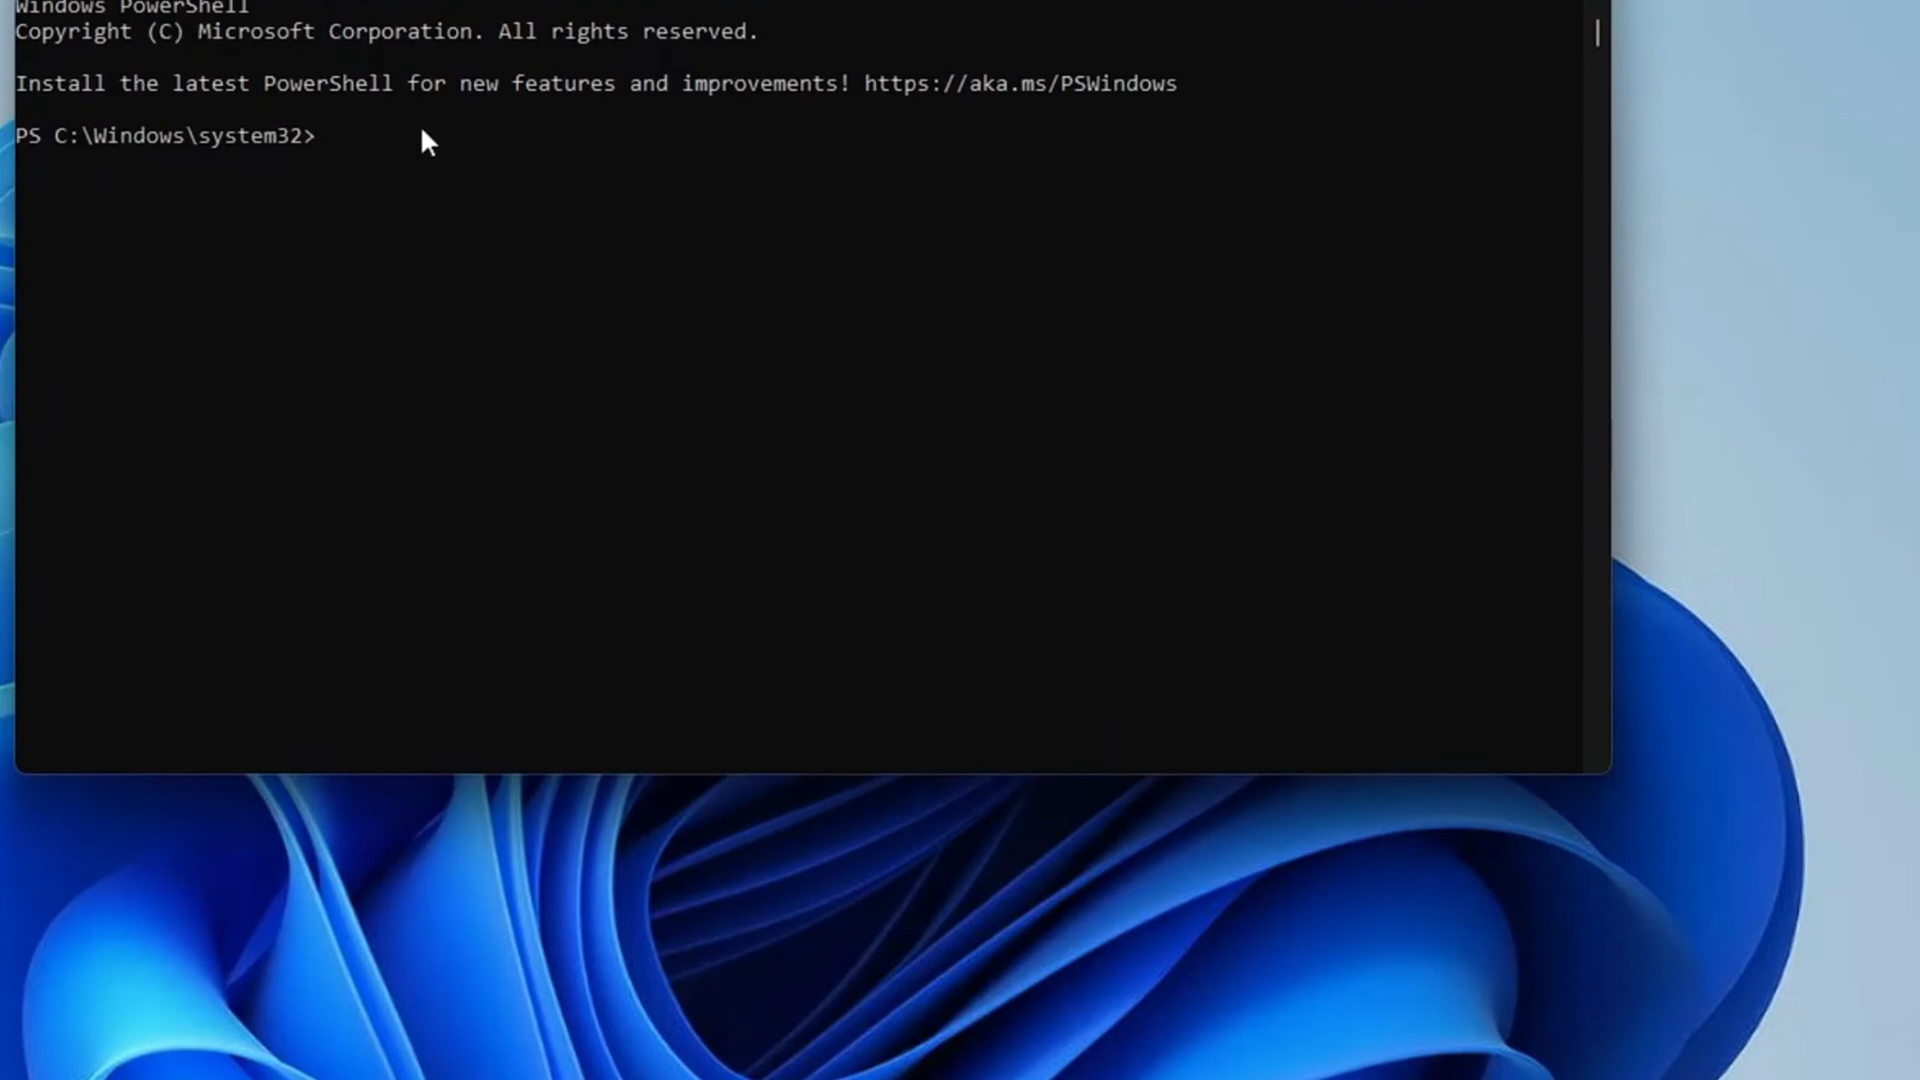 Windows PowerShell
Copyright (C) Microsoft Corporation. All rights reserved.
Install the latest PowerShell for new features and improvements! https://aka.ms/PSWindows
PS C:\Windows\system32>